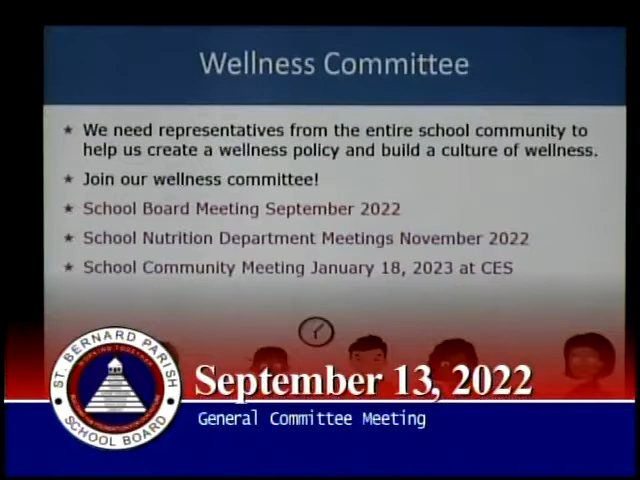 Wellness Committee
★ We need representatives from the entire school community to
help us create a wellness policy and build a culture of wellness.
★ Join our wellness committee!
★ School Board Meeting September 2022
★ School Nutrition Department Meetings November 2022
★ School Community Meeting January 18, 2023 at CES
ST. BERNARD PARISH
SCHOOL BOARD
September 13, 2022
General Committee Meeting